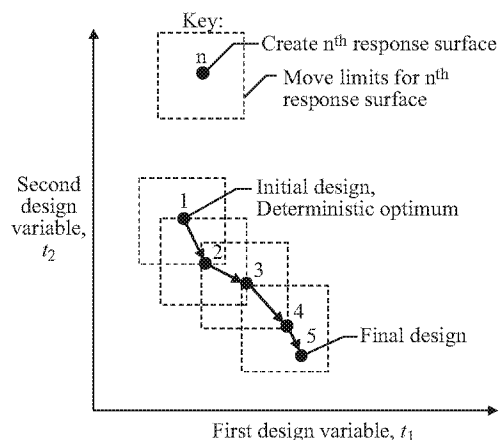 Key:
n
Create nth response surface
Move limits for nth
response surface
Second
design
variable,
t2
1
Initial design,
Deterministic optimum
2
3
4
5
Final design
First design variable, t1